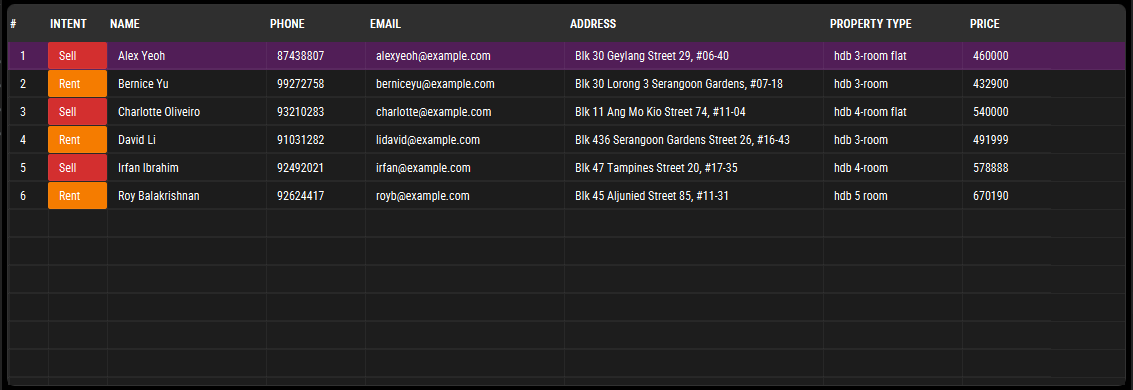 # INTENT NAME PHONE EMAIL ADDRESS PROPERTY TYPE PRICE
1 Sell Alex Yeoh 87438807 alexyeoh@example.com Blk 30 Geylang Street 29, #06-40 hdb 3-room flat 460000
2 Rent Bernice Yu 99272758 berniceyu@example.com Blk 30 Lorong 3 Serangoon Gardens, #07-18 hdb 3-room 432900
3 Sell Charlotte Oliveiro 93210283 charlotte@example.com Blk 11 Ang Mo Kio Street 74, #11-04 hdb 4-room flat 540000
4 Rent David Li 91031282 lidavid@example.com Blk 436 Serangoon Gardens Street 26, #16-43 hdb 3-room 491999
5 Sell Irfan Ibrahim 92492021 irfan@example.com Blk 47 Tampines Street 20, #17-35 hdb 4-room 578888
6 Rent Roy Balakrishnan 92624417 royb@example.com Blk 45 Aljunied Street 85, #11-31 hdb 5 room 670190